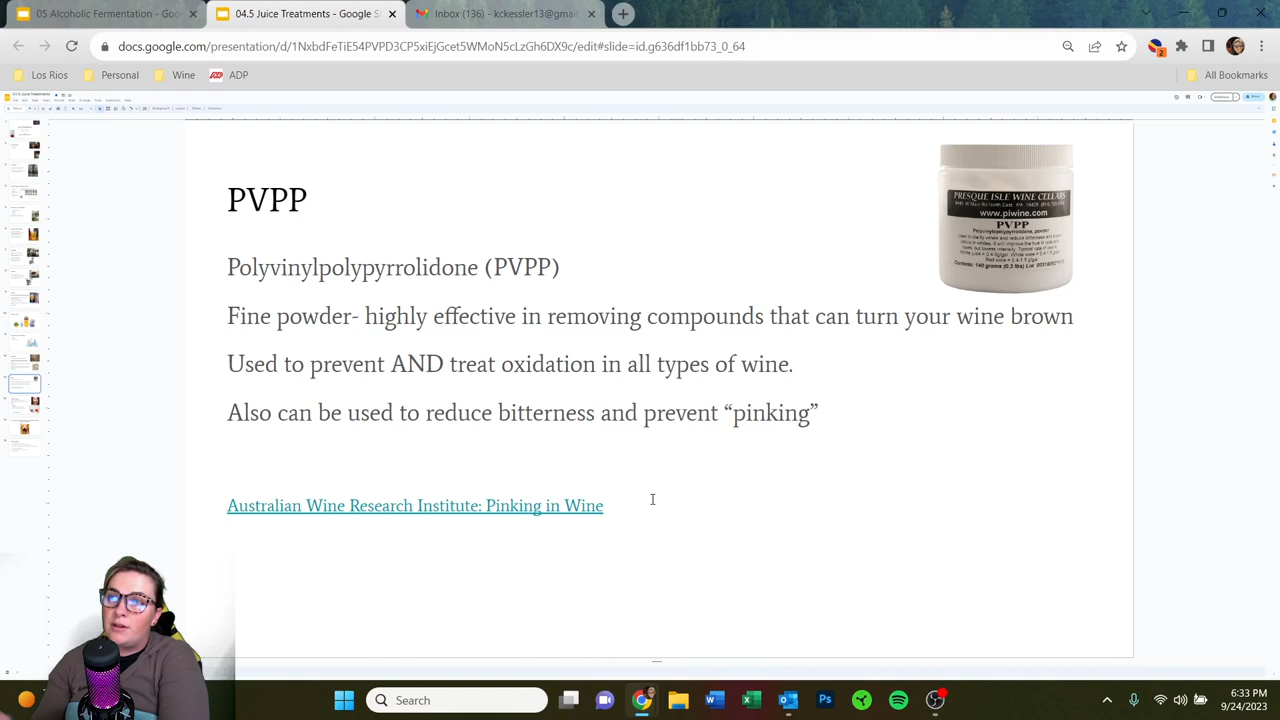 05 Alcoholic Fermentation - Go
04.5 Juice Treatments - Google S
Inbox (136) - kckessler13@gmail.
docs.google.com/presentation/d/1NxbdFeTiE54PVPD3CP5xiEjGcet5WMoN5cLzGh6DX9c/edit#slide=id.g636df1bb73_0_64
2
Los Rios
Personal
Wine
ADP
All Bookmarks
PRESQUE ISLE WINE CELLARS
www.piwine.com
PVPP
Polyvinylpolypyrrolidone, powder
PVPP
Polyvinylpolypyrrolidone (PVPP)
Fine powder- highly effective in removing compounds that can turn your wine brown
Used to prevent AND treat oxidation in all types of wine.
Also can be used to reduce bitterness and prevent “pinking”
Australian Wine Research Institute: Pinking in Wine
Search
6:33 PM
9/24/2023